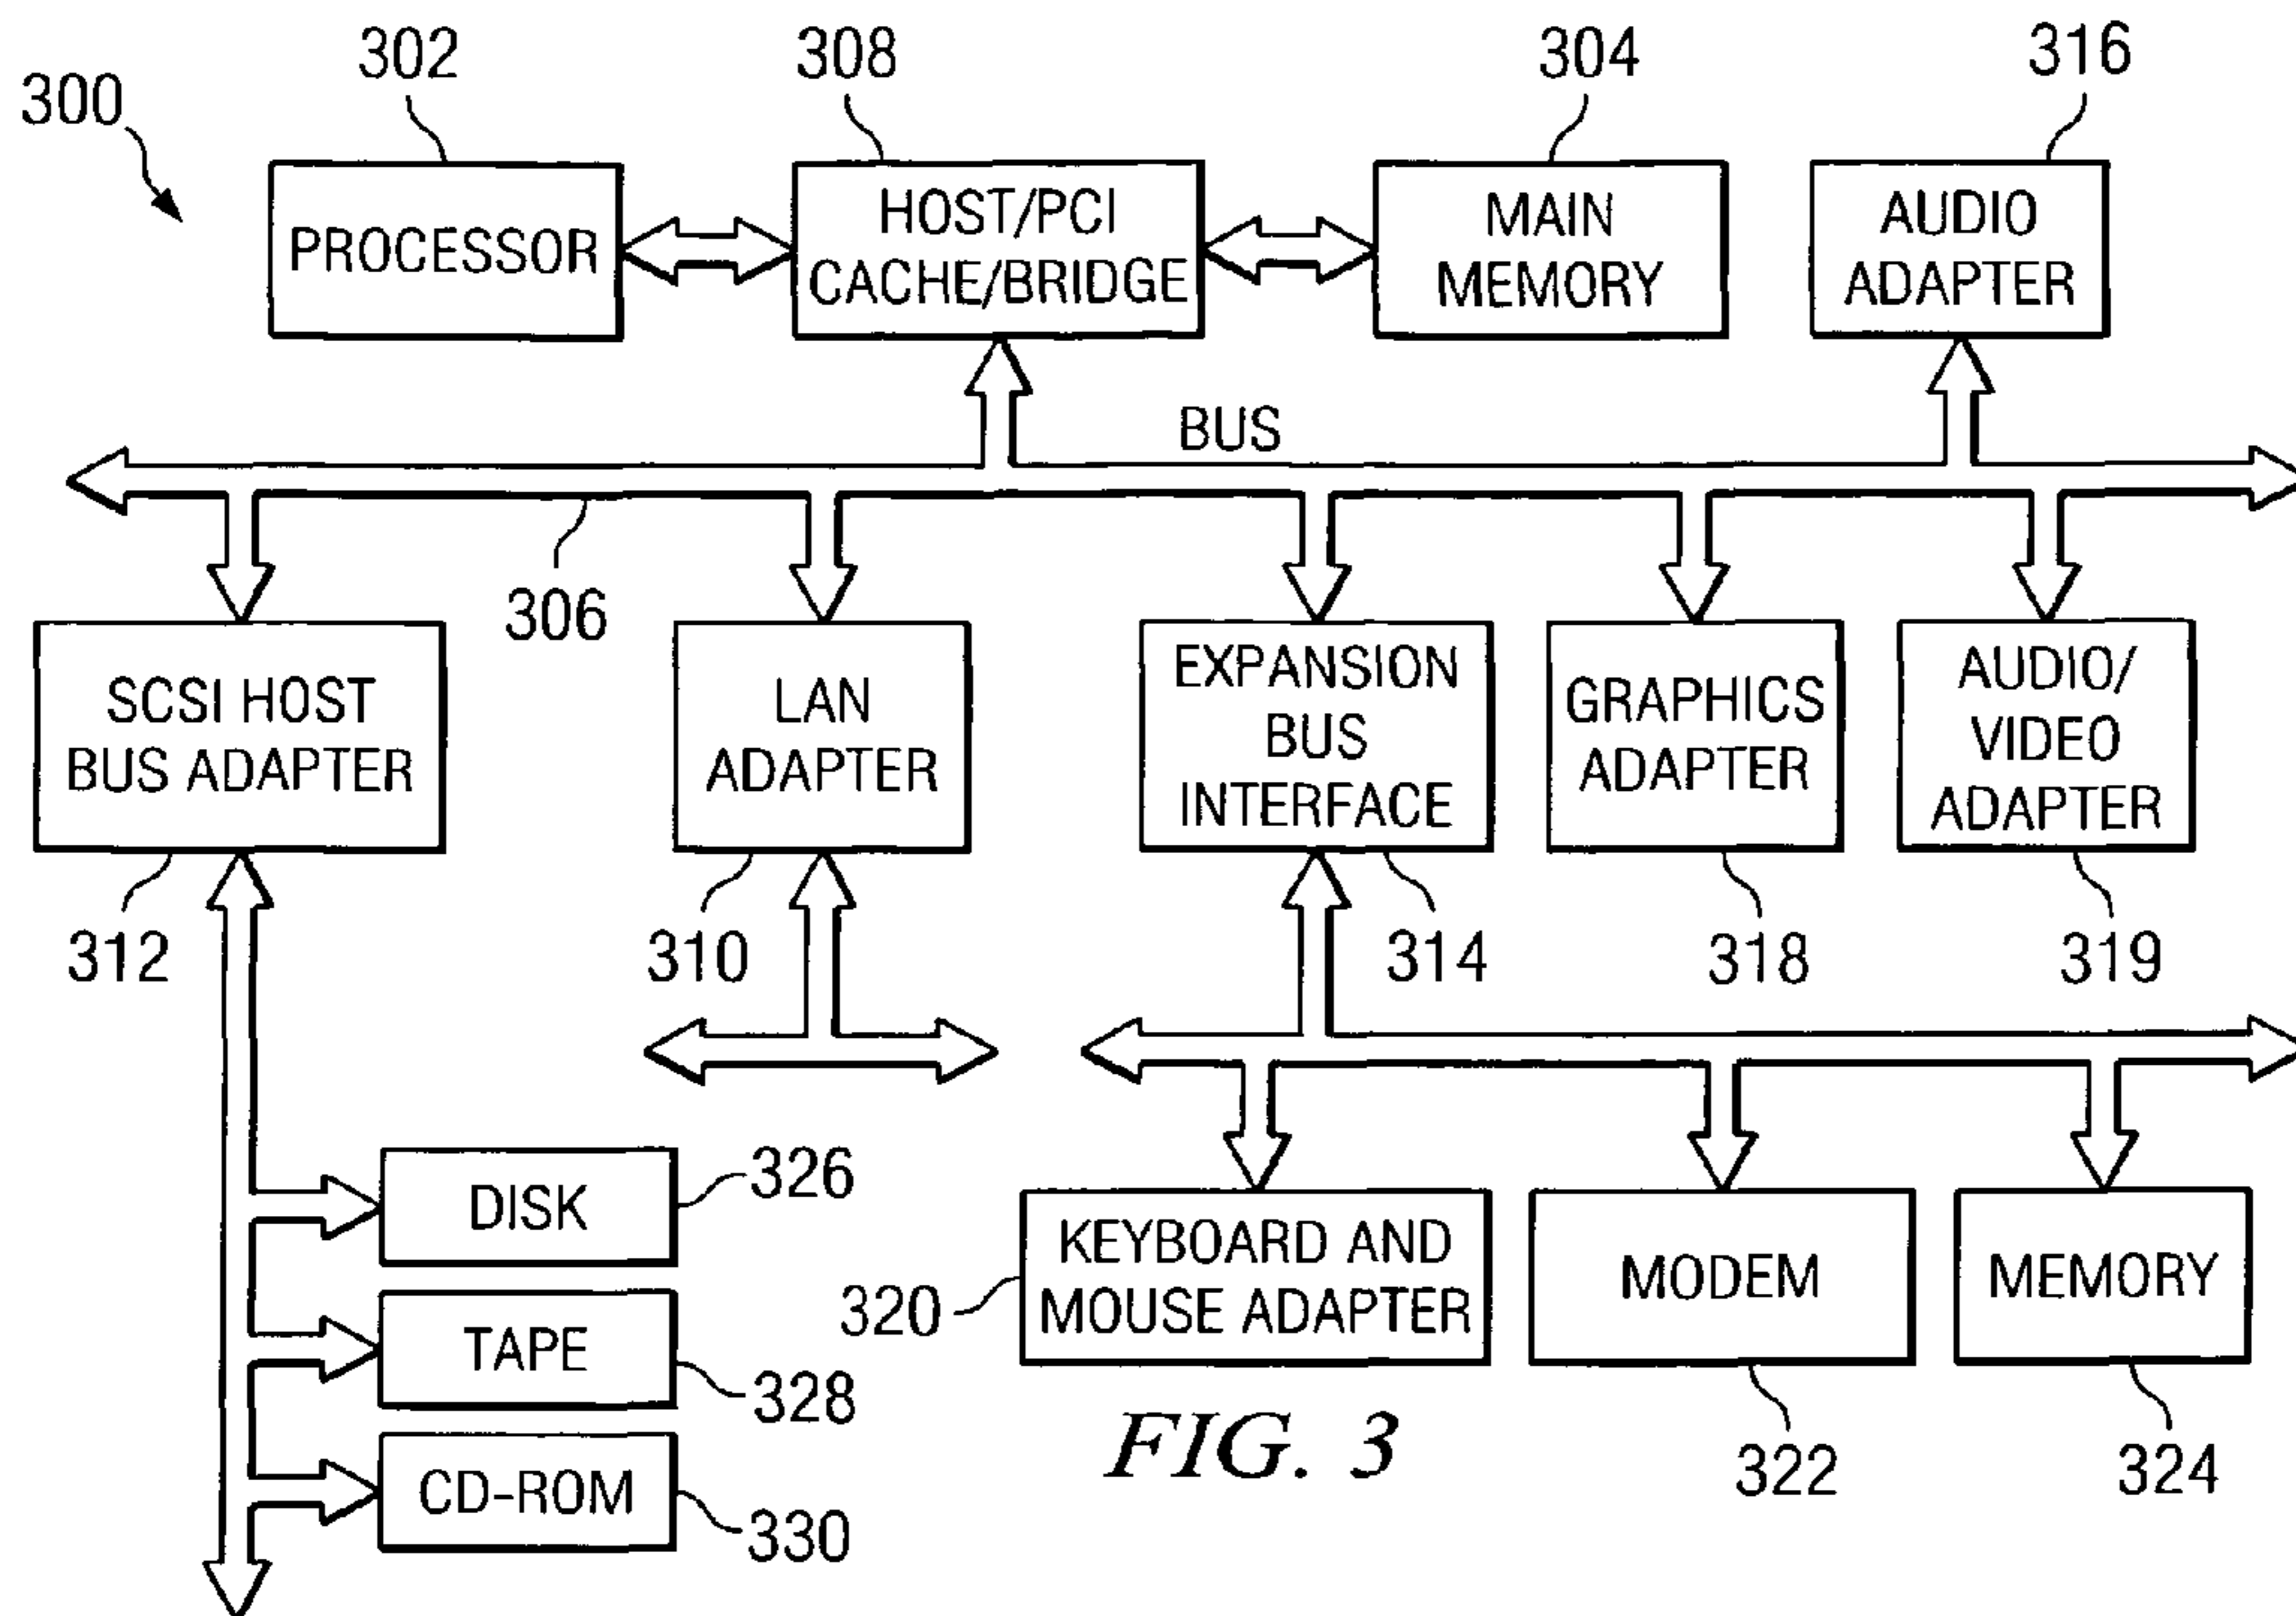 300
302
308
304
316
PROCESSOR
HOST/PCI
CACHE/BRIDGE
MAIN
MEMORY
AUDIO
ADAPTER
BUS
306
SCSI HOST
BUS ADAPTER
LAN
ADAPTER
EXPANSION
BUS
INTERFACE
GRAPHICS
ADAPTER
AUDIO/
VIDEO
ADAPTER
312
310
314
318
319
DISK
326
TAPE
328
CD-ROM
330
320
KEYBOARD AND
MOUSE ADAPTER
MODEM
MEMORY
322
324
FIG. 3